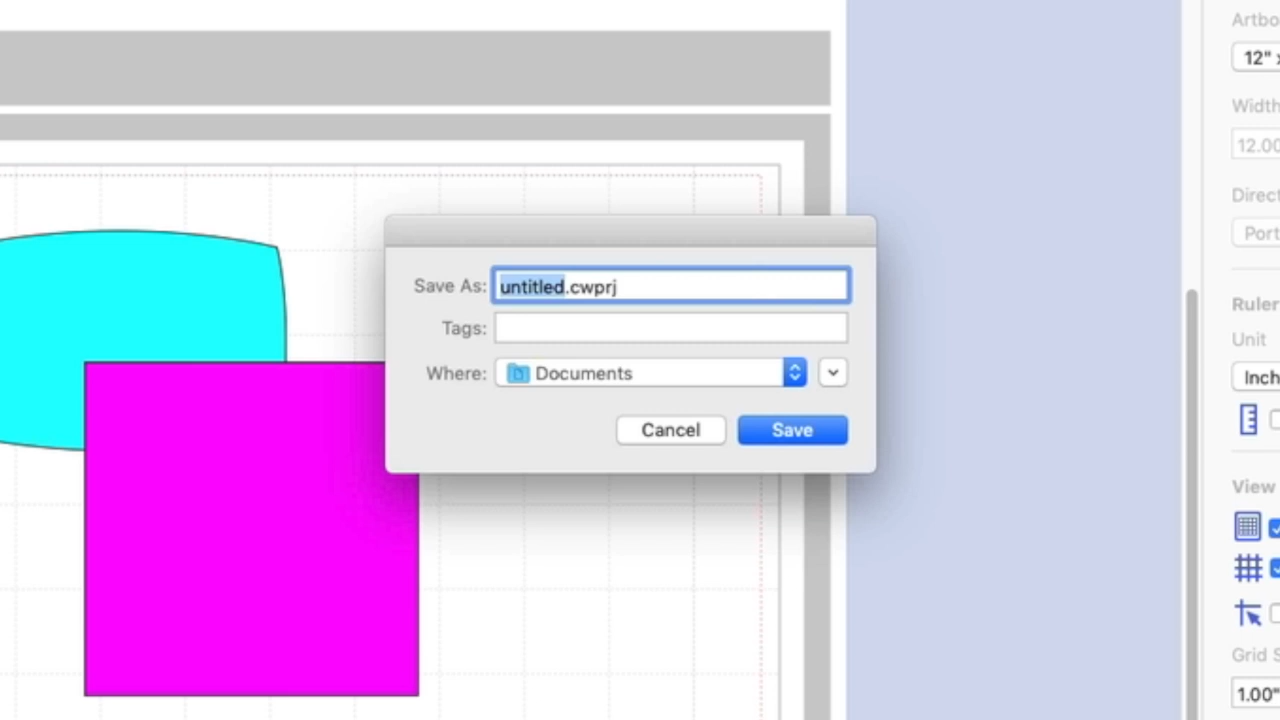 Artbo
12" x
Width
12.00
Direct
Port
Save As: untitled.cwprj
Tags:
Where: Documents
Cancel Save
Ruler
Unit
Inch
View
Grid S
1.00"